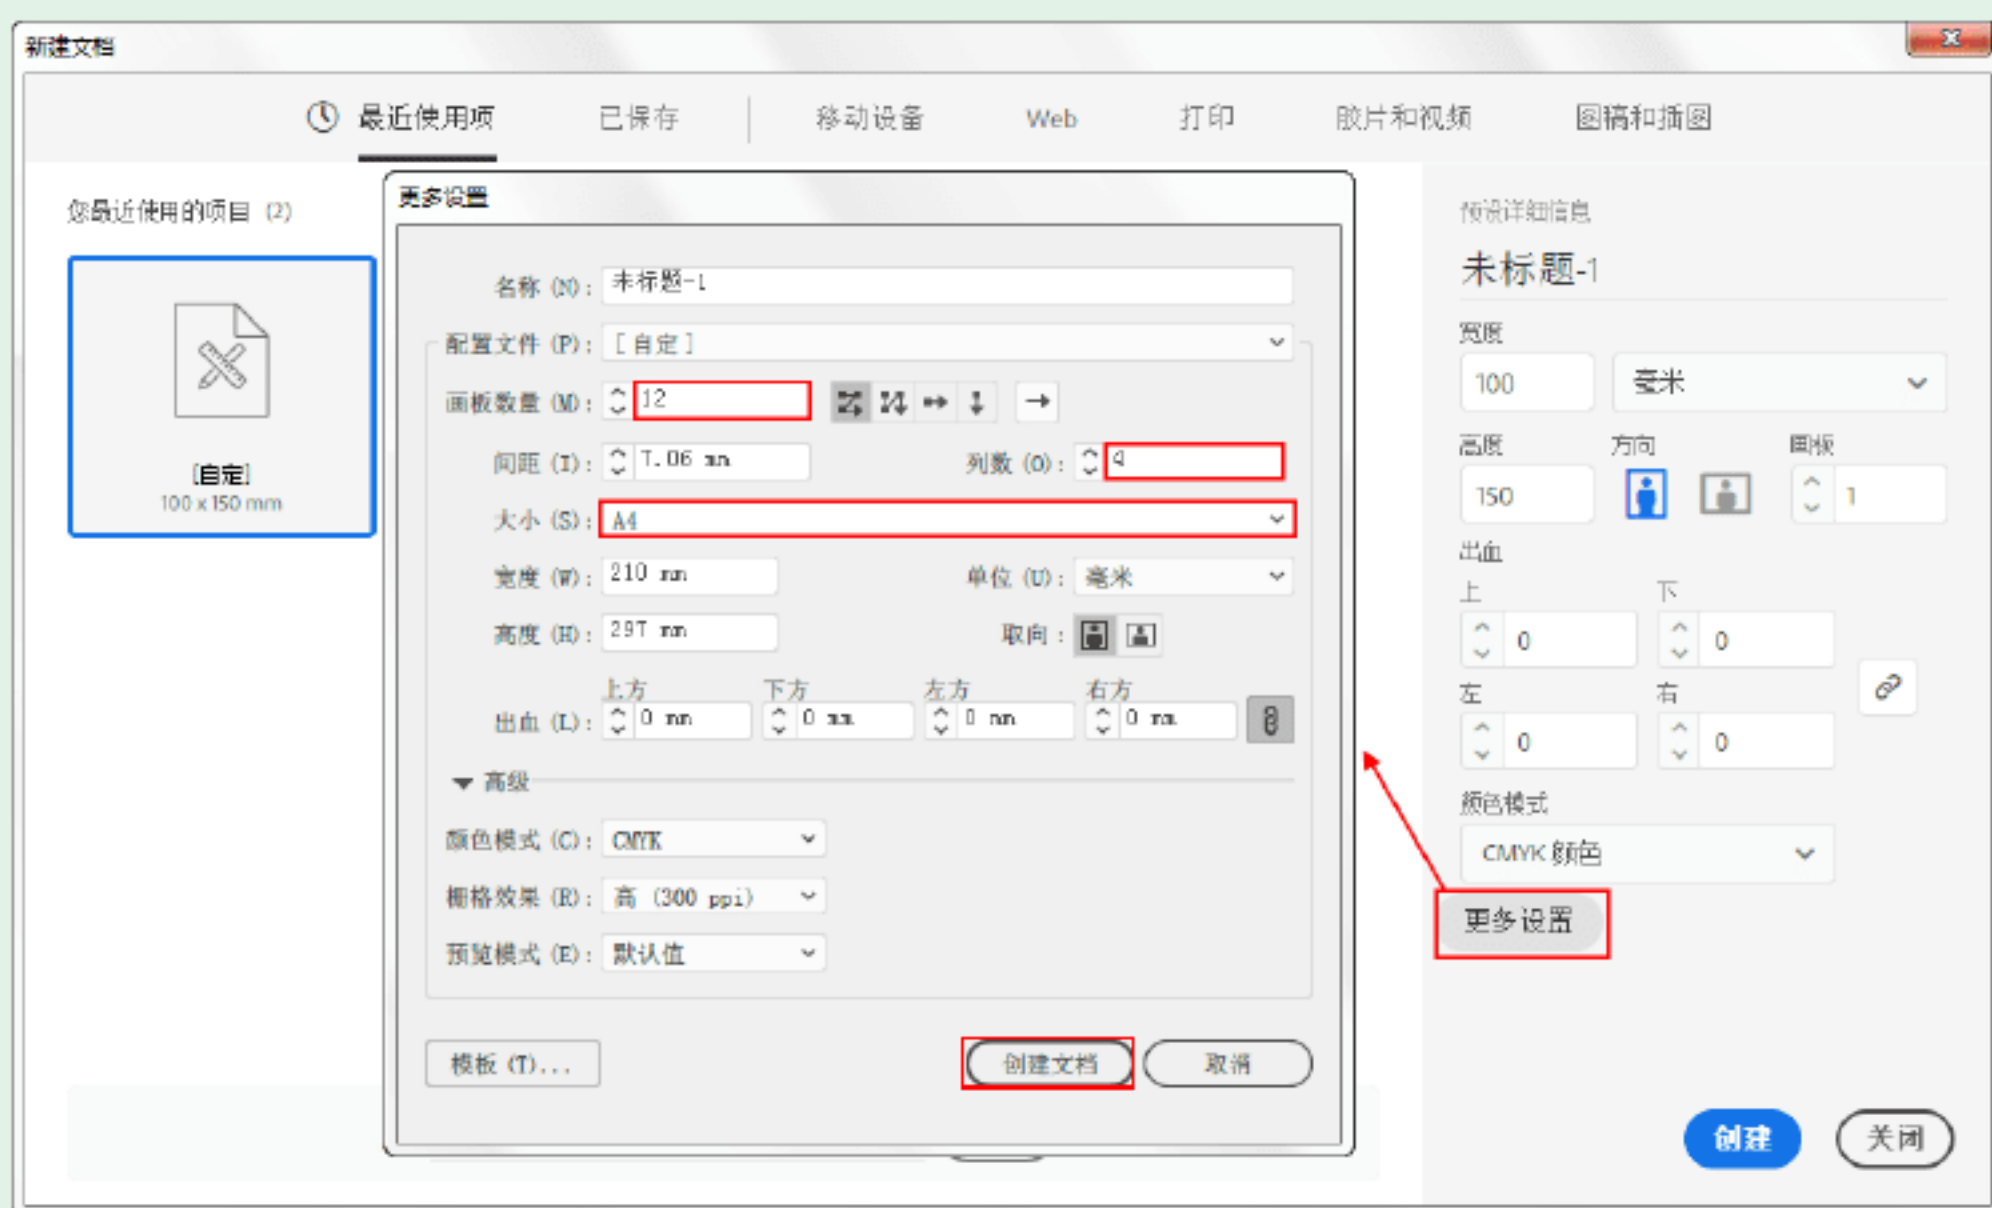 新建文档
最近使用项 已保存 移动设备 Web 打印 胶片和视频 图稿和插图
您最近使用的项目 (2)
[自定]
100 x 150 mm
更多设置
名称 (N): 未标题-1
配置文件 (P): [自定]
画板数量 (M): 12
间距 (I): 7.06 mm 列数 (O): 4
大小 (S): A4
宽度 (W): 210 mm 单位 (U): 毫米
高度 (H): 297 mm 取向:
上方 下方 左方 右方
出血 (L): 0 mm 0 mm 0 mm 0 mm
高级
颜色模式 (C): CMYK
栅格效果 (R): 高 (300 ppi)
预览模式 (E): 默认值
模板 (T)... 创建文档 取消
预设详细信息
未标题-1
宽度
100 毫米
高度 方向 画板
150 1
出血
上 下
0 0
左 右
0 0
颜色模式
CMYK 颜色
更多设置
创建 关闭